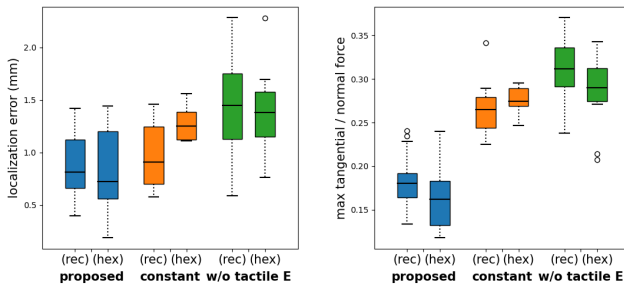 localization error (mm)
2.0
1.5
1.0
0.5
(rec) (hex) (rec) (hex) (rec) (hex)
proposed constant w/o tactile E
max tangential / normal force
0.35
0.30
0.25
0.20
0.15
(rec) (hex) (rec) (hex) (rec) (hex)
proposed constant w/o tactile E